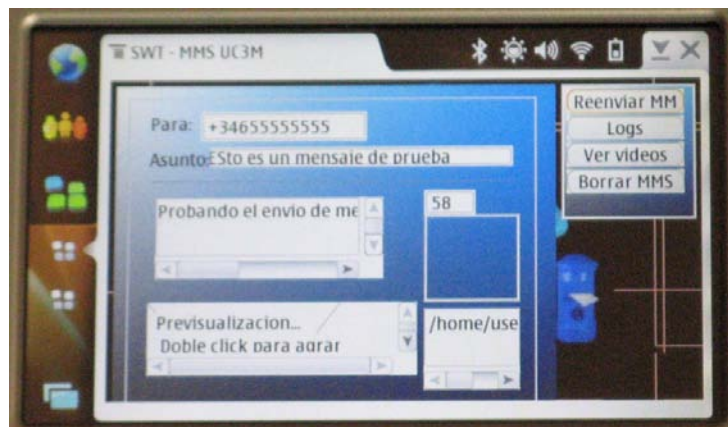 SWT - MMS UC3M
Para: +34655555555
Asunto: Esto es un mensaje de prueba
Probando el envio de me
58
Previsualizacion...
Doble click para agrar
/home/use
Reenviar MM
Logs
Ver videos
Borrar MMS